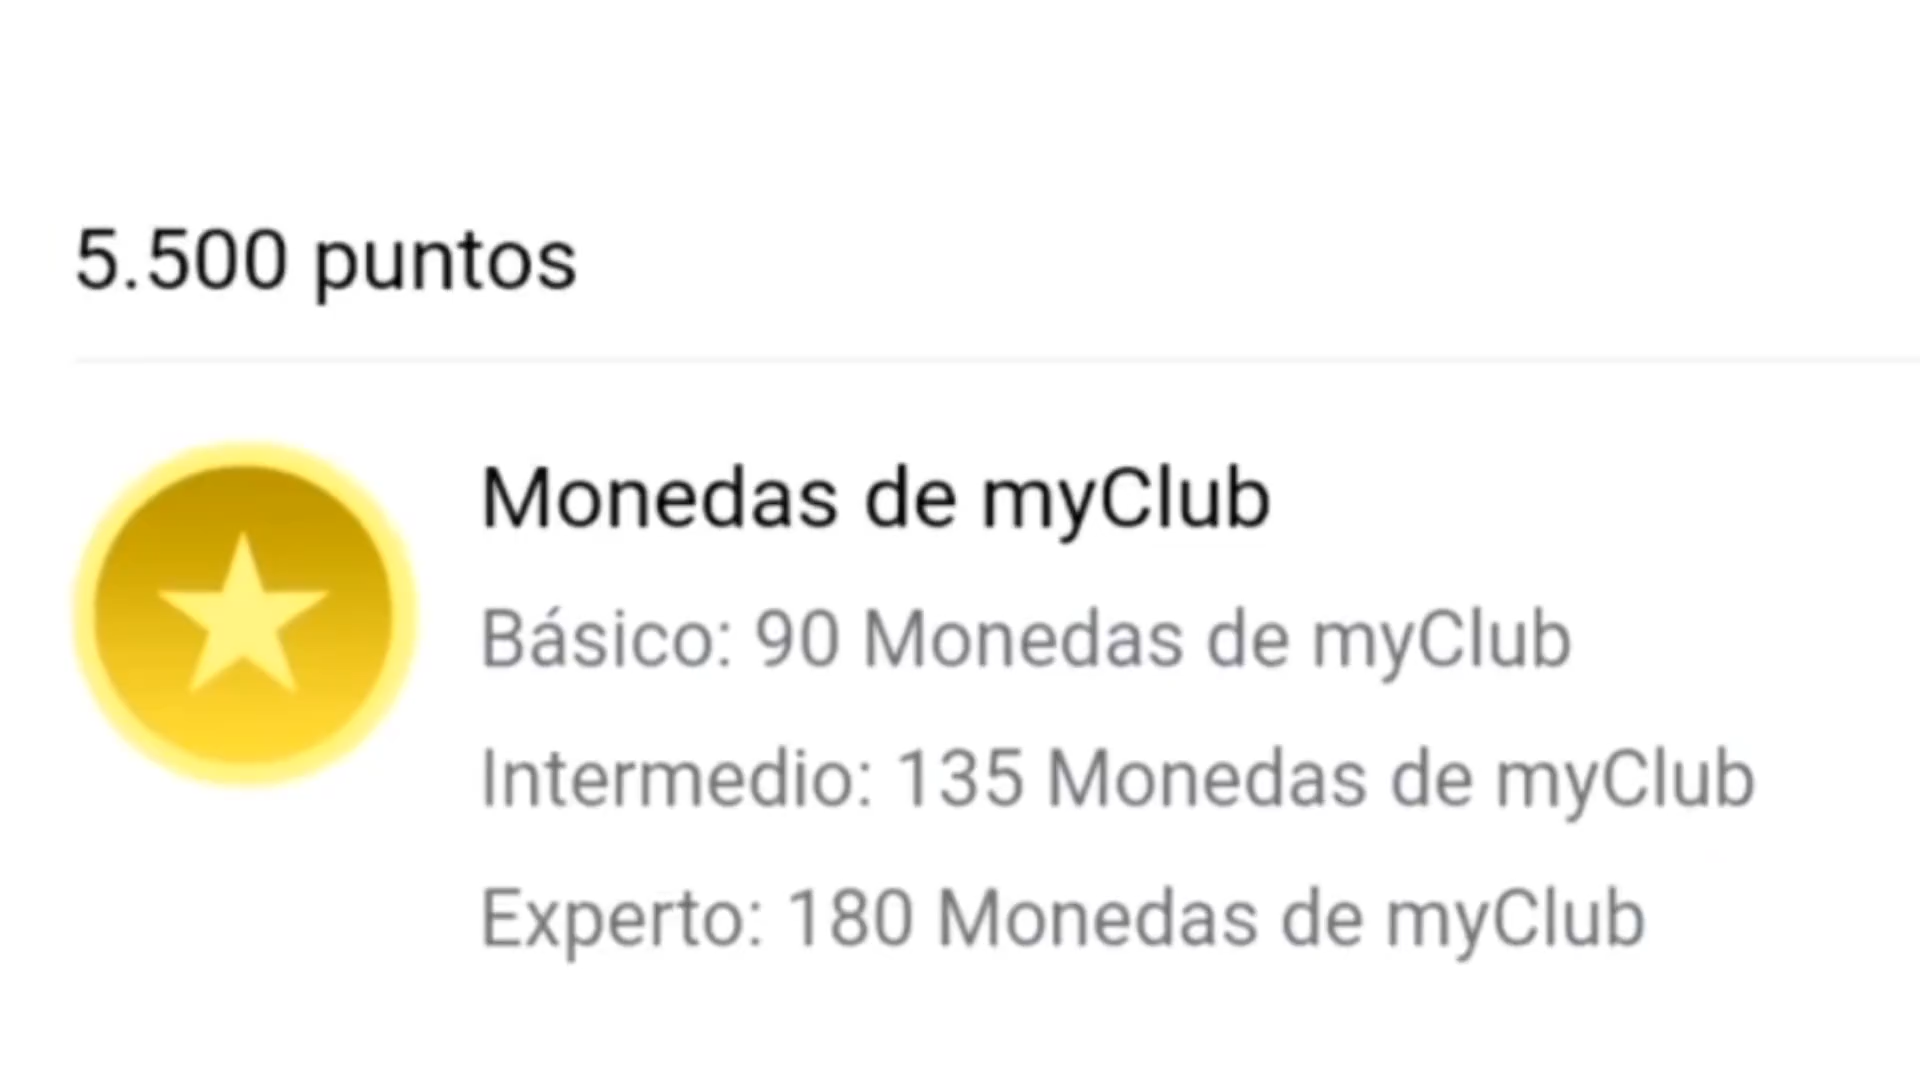 5.500 puntos
Monedas de myClub
Básico: 90 Monedas de myClub
Intermedio: 135 Monedas de myClub
Experto: 180 Monedas de myClub